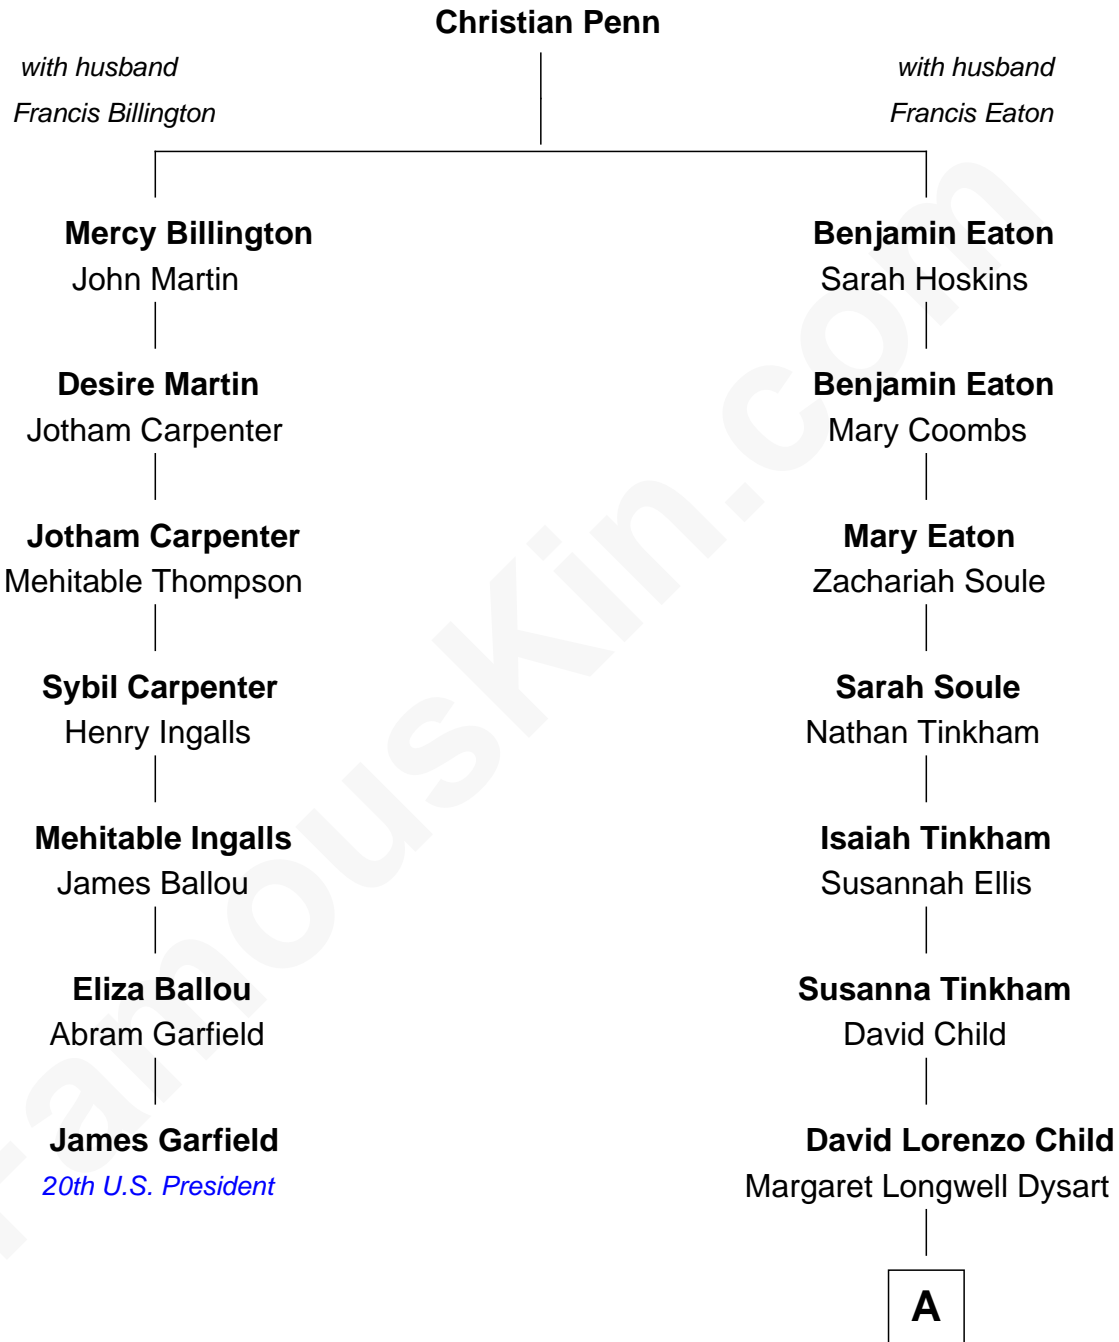 Christian Penn
with husband
Francis Billington
with husband
Francis Eaton
Mercy Billington
John Martin
Benjamin Eaton
Sarah Hoskins
Desire Martin
Jotham Carpenter
Benjamin Eaton
Mary Coombs
Jotham Carpenter
Mehitable Thompson
Mary Eaton
Zachariah Soule
Sybil Carpenter
Henry Ingalls
Sarah Soule
Nathan Tinkham
Mehitable Ingalls
James Ballou
Isaiah Tinkham
Susannah Ellis
Eliza Ballou
Abram Garfield
Susanna Tinkham
David Child
James Garfield
20th U.S. President
David Lorenzo Child
Margaret Longwell Dysart
A
FamousKin.com